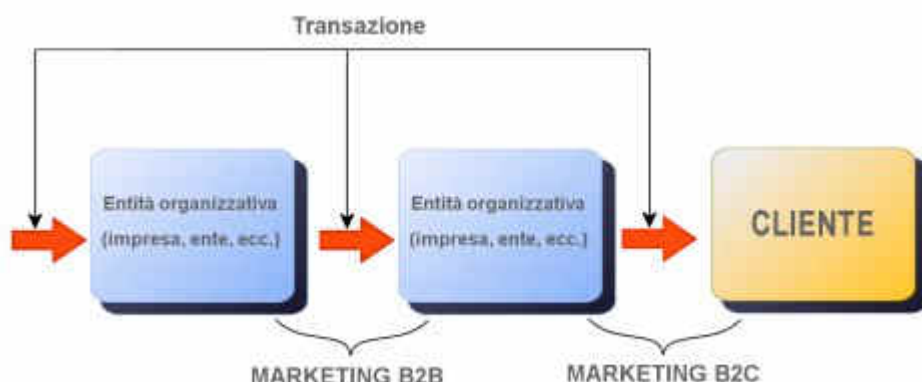 Transazione
Entità organizzativa
(impresa, ente, ecc.)
Entità organizzativa
(impresa, ente, ecc.)
CLIENTE
MARKETING B2B
MARKETING B2C